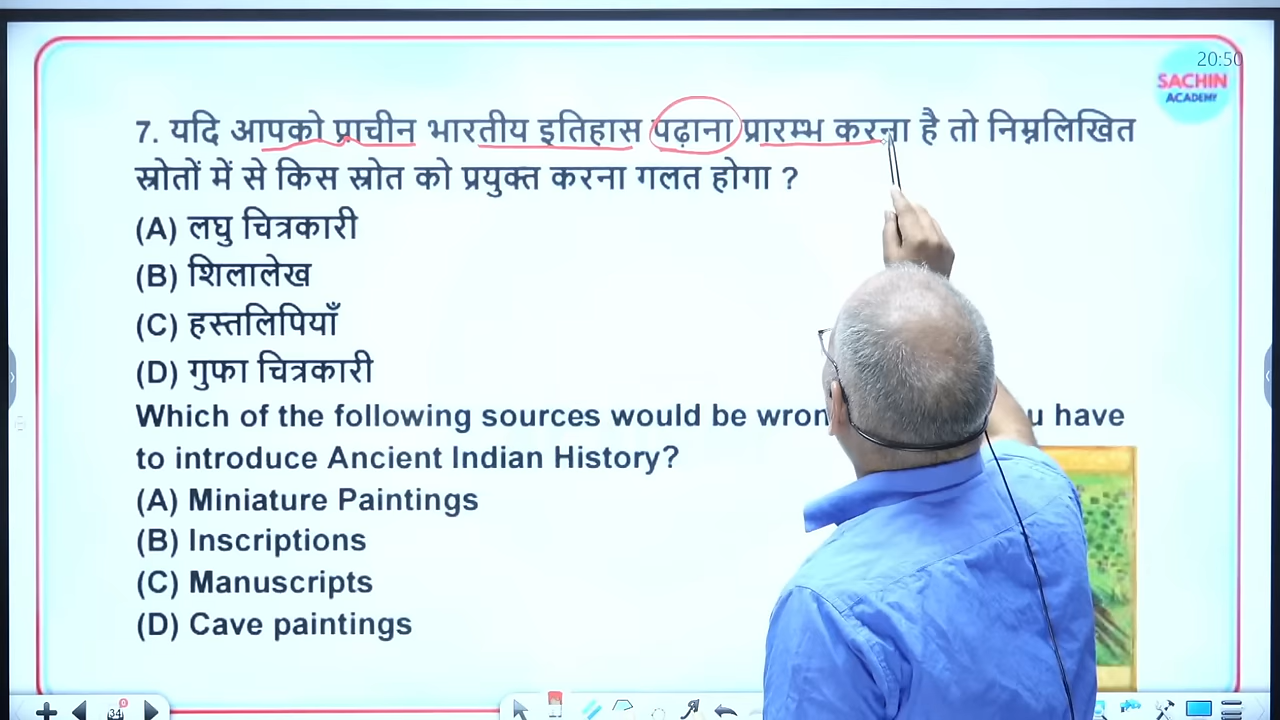 20:50
SACHIN
ACADEMY
7. यदि आपको प्राचीन भारतीय इतिहास पढ़ाना प्रारम्भ करना है तो निम्नलिखित
स्रोतों में से किस स्रोत को प्रयुक्त करना गलत होगा ?
(A) लघु चित्रकारी
(B) शिलालेख
(C) हस्तलिपियाँ
(D) गुफा चित्रकारी
Which of the following sources would be have
to introduce Ancient Indian History?
(A) Miniature Paintings
(B) Inscriptions
(C) Manuscripts
(D) Cave paintings
34